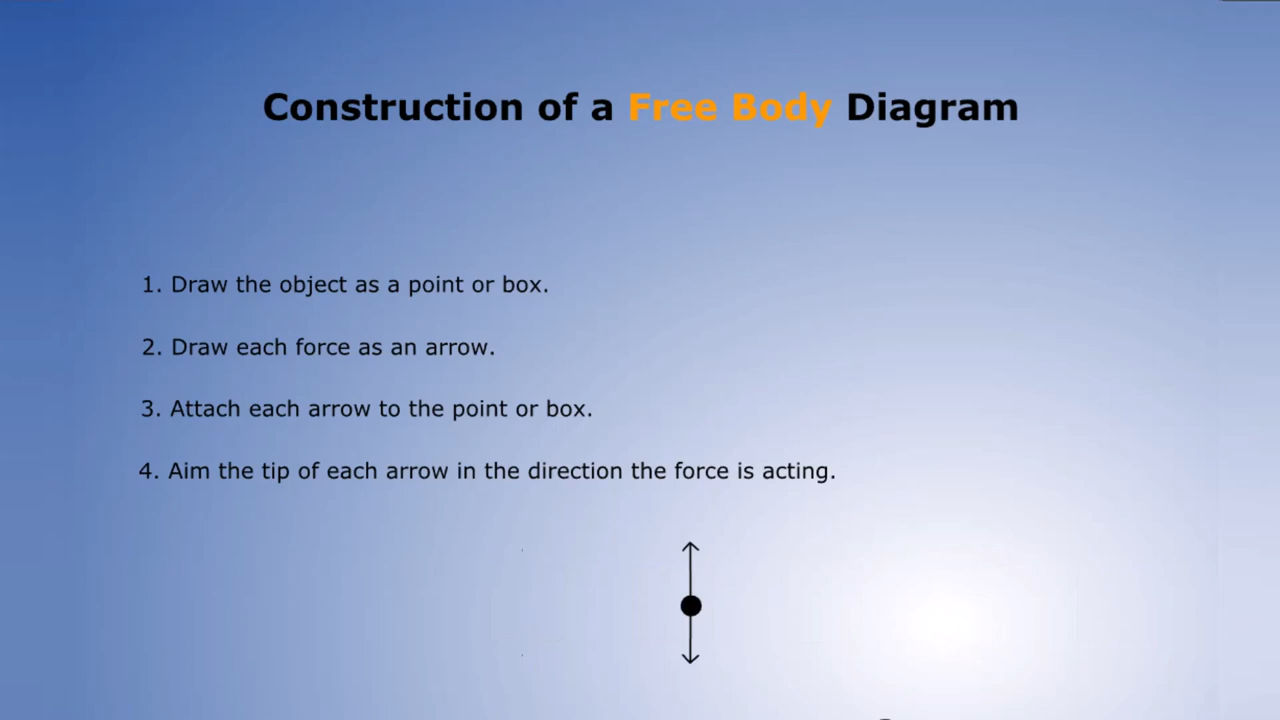 Construction of a Free Body Diagram
1. Draw the object as a point or box.
2. Draw each force as an arrow.
3. Attach each arrow to the point or box.
4. Aim the tip of each arrow in the direction the force is acting.